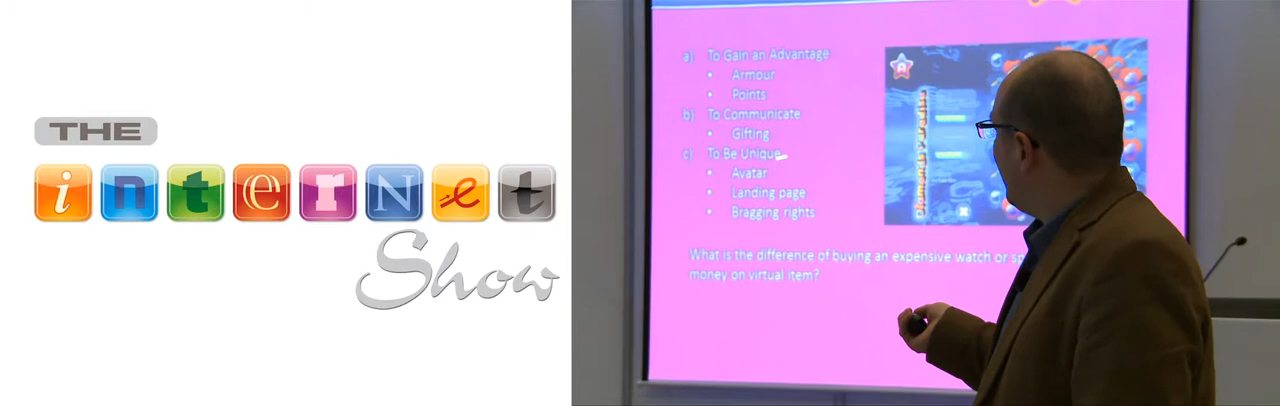 THE
internet
Show
a) To Gain an Advantage
• Armour
• Points
b) To Communicate
• Gifting
c) To Be Unique
• Avatar
• Landing page
• Bragging rights
What is the difference of buying an expensive watch or
money on virtual item?